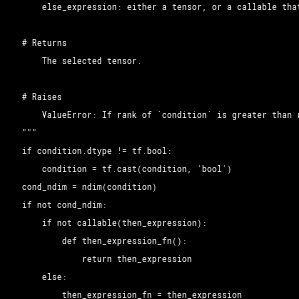 else_expression: either a tensor, or a callable that
# Returns
The selected tensor.
# Raises
ValueError: If rank of `condition` is greater than
"""
if condition.dtype != tf.bool:
condition = tf.cast(condition, 'bool')
cond_ndim = ndim(condition)
if not cond_ndim:
if not callable(then_expression):
def then_expression_fn():
return then_expression
else:
then_expression_fn = then_expression